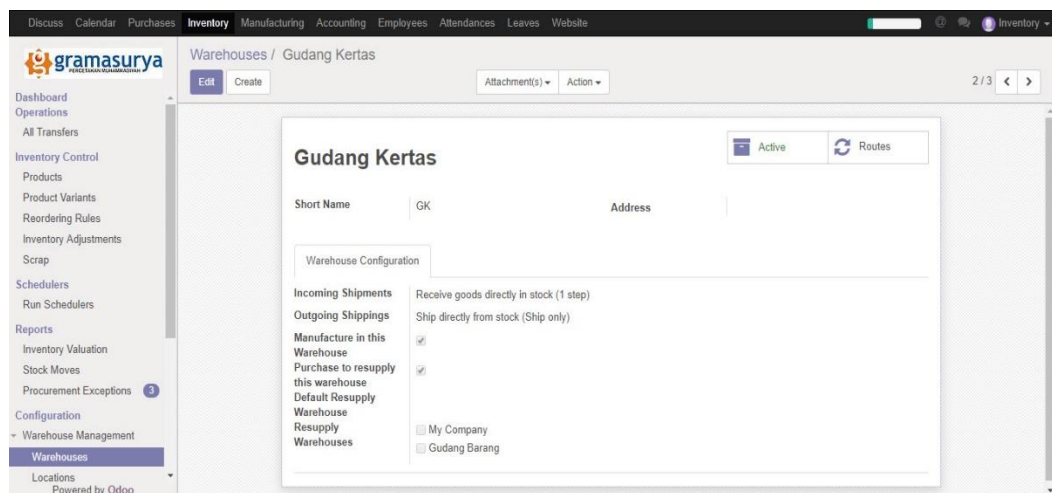 Discuss Calendar Purchases Inventory Manufacturing Accounting Employees Attendances Leaves Website
@ Inventory
gramasurya
PERCETAKAN MUHAMMADIYAH
Warehouses / Gudang Kertas
Edit Create Attachment(s) Action 2 / 3
Dashboard
Operations
All Transfers
Inventory Control
Products
Product Variants
Reordering Rules
Inventory Adjustments
Scrap
Schedulers
Run Schedulers
Reports
Inventory Valuation
Stock Moves
Procurement Exceptions 3
Configuration
Warehouse Management
Warehouses
Locations
Powered by Odoo
Active Routes
Gudang Kertas
Short Name GK Address
Warehouse Configuration
Incoming Shipments Receive goods directly in stock (1 step)
Outgoing Shippings Ship directly from stock (Ship only)
Manufacture in this
Warehouse
Purchase to resupply
this warehouse
Default Resupply
Warehouse
Resupply My Company
Warehouses Gudang Barang